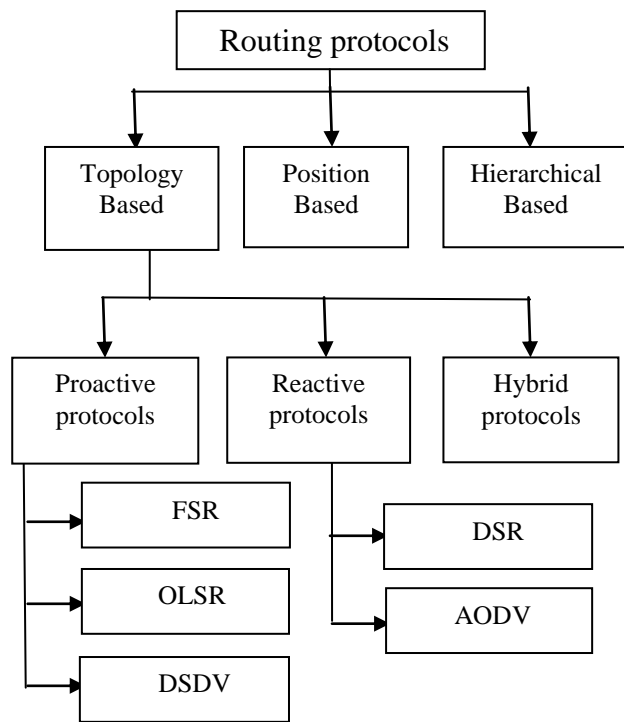 Routing protocols
Topology
Based
Position
Based
Hierarchical
Based
Proactive
protocols
Reactive
protocols
Hybrid
protocols
FSR
OLSR
DSDV
DSR
AODV